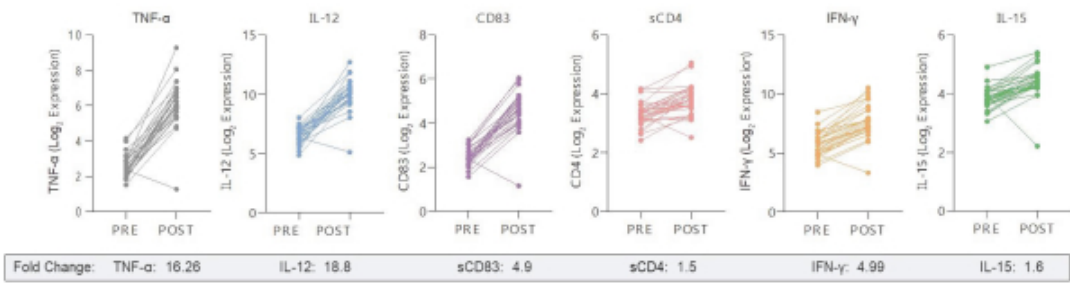 TNF-α IL-12 CD83 sCD4 IFN-γ IL-15
TNF-α (Log2 Expression)
10
8
6
4
2
0
PRE POST
IL-12 (Log2 Expression)
15
10
5
0
PRE POST
CD83 (Log2 Expression)
8
6
4
2
0
PRE POST
CD4 (Log2 Expression)
6
4
2
0
PRE POST
IFN-γ (Log2 Expression)
15
10
5
0
PRE POST
IL-15 (Log2 Expression)
6
4
2
0
PRE POST
Fold Change: TNF-α: 16.26 IL-12: 18.8 sCD83: 4.9 sCD4: 1.5 IFN-γ: 4.99 IL-15: 1.6